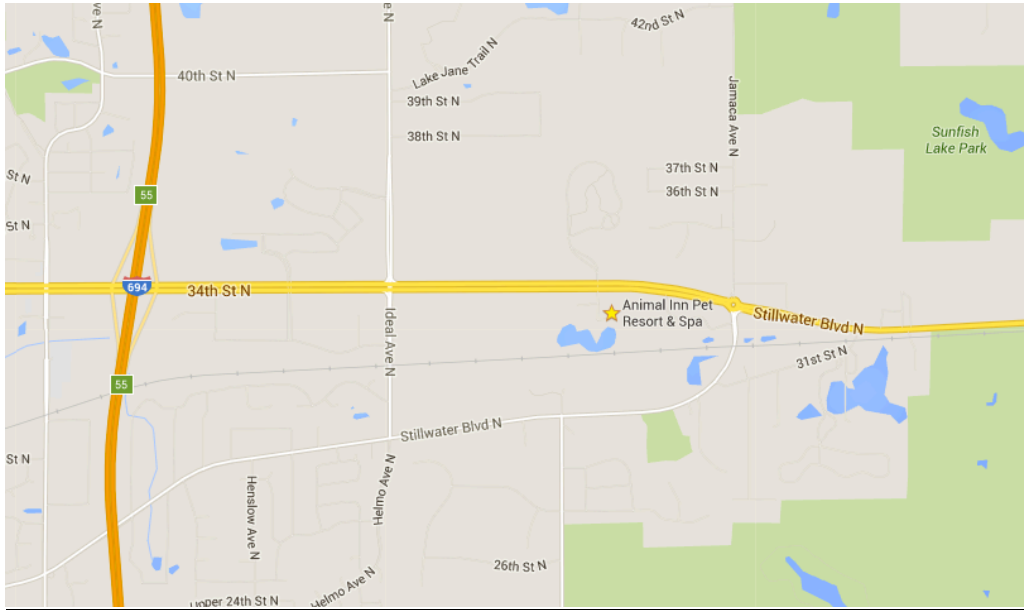 ve N
e N
42nd St N
Lake Jane Trail N
40th St N
39th St N
Jamaca Ave N
38th St N
Sunfish
Lake Park
37th St N
St N
36th St N
55
St N
694
34th St N
Animal Inn Pet
Resort & Spa
Stillwater Blvd N
Ideal Ave N
31st St N
55
Stillwater Blvd N
St N
Helmo Ave N
Henslow Ave N
26th St N
Helmo Ave N
Upper 24th St N